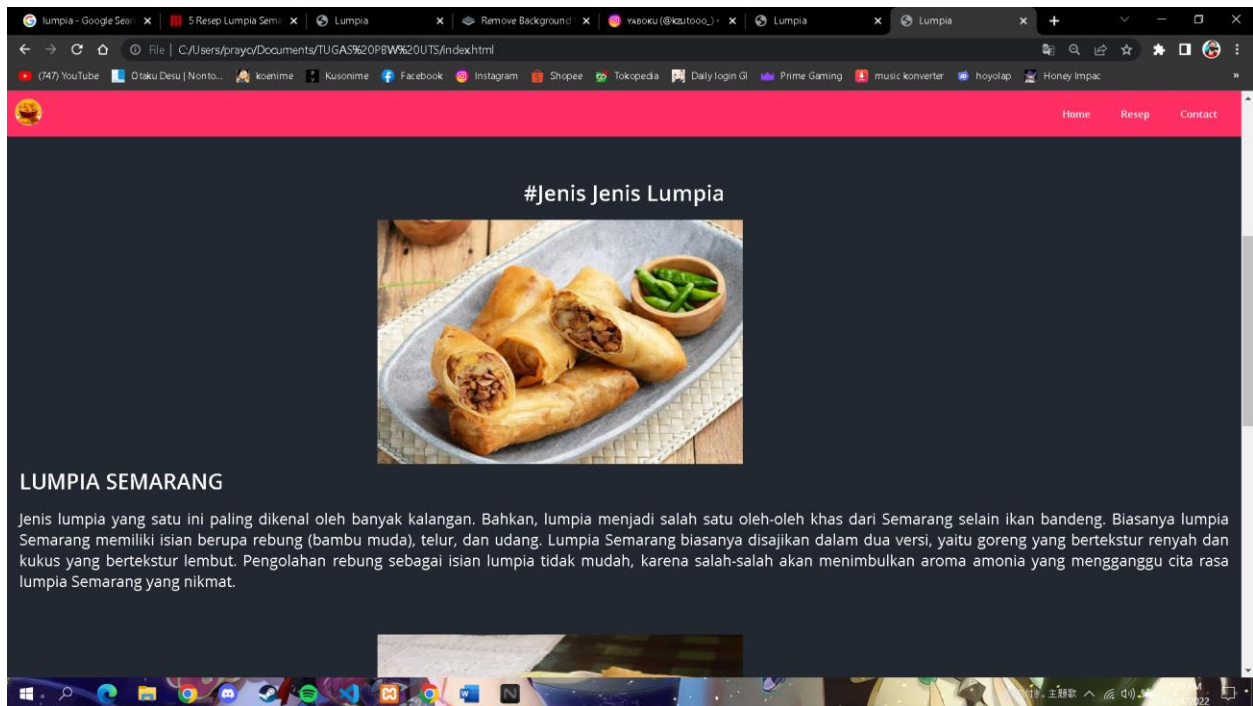 lumpia - Google Sear
5 Resep Lumpia Sema
Lumpia
Remove Background
YABOKU (@kzutooo_) •
Lumpia
Lumpia
File | C:/Users/prayo/Documents/TUGAS%20PBW%20UTS/index.html
(747) YouTube
Otaku Desu | Nonto...
koenime
Kusonime
Facebook
Instagram
Shopee
Tokopedia
Daily login GI
Prime Gaming
music konverter
hoyolap
Honey Impac
»
Home
Resep
Contact
#Jenis Jenis Lumpia
LUMPIA SEMARANG
Jenis lumpia yang satu ini paling dikenal oleh banyak kalangan. Bahkan, lumpia menjadi salah satu oleh-oleh khas dari Semarang selain ikan bandeng. Biasanya lumpia
Semarang memiliki isian berupa rebung (bambu muda), telur, dan udang. Lumpia Semarang biasanya disajikan dalam dua versi, yaitu goreng yang bertekstur renyah dan
kukus yang bertekstur lembut. Pengolahan rebung sebagai isian lumpia tidak mudah, karena salah-salah akan menimbulkan aroma amonia yang mengganggu cita rasa
lumpia Semarang yang nikmat.
主題歌